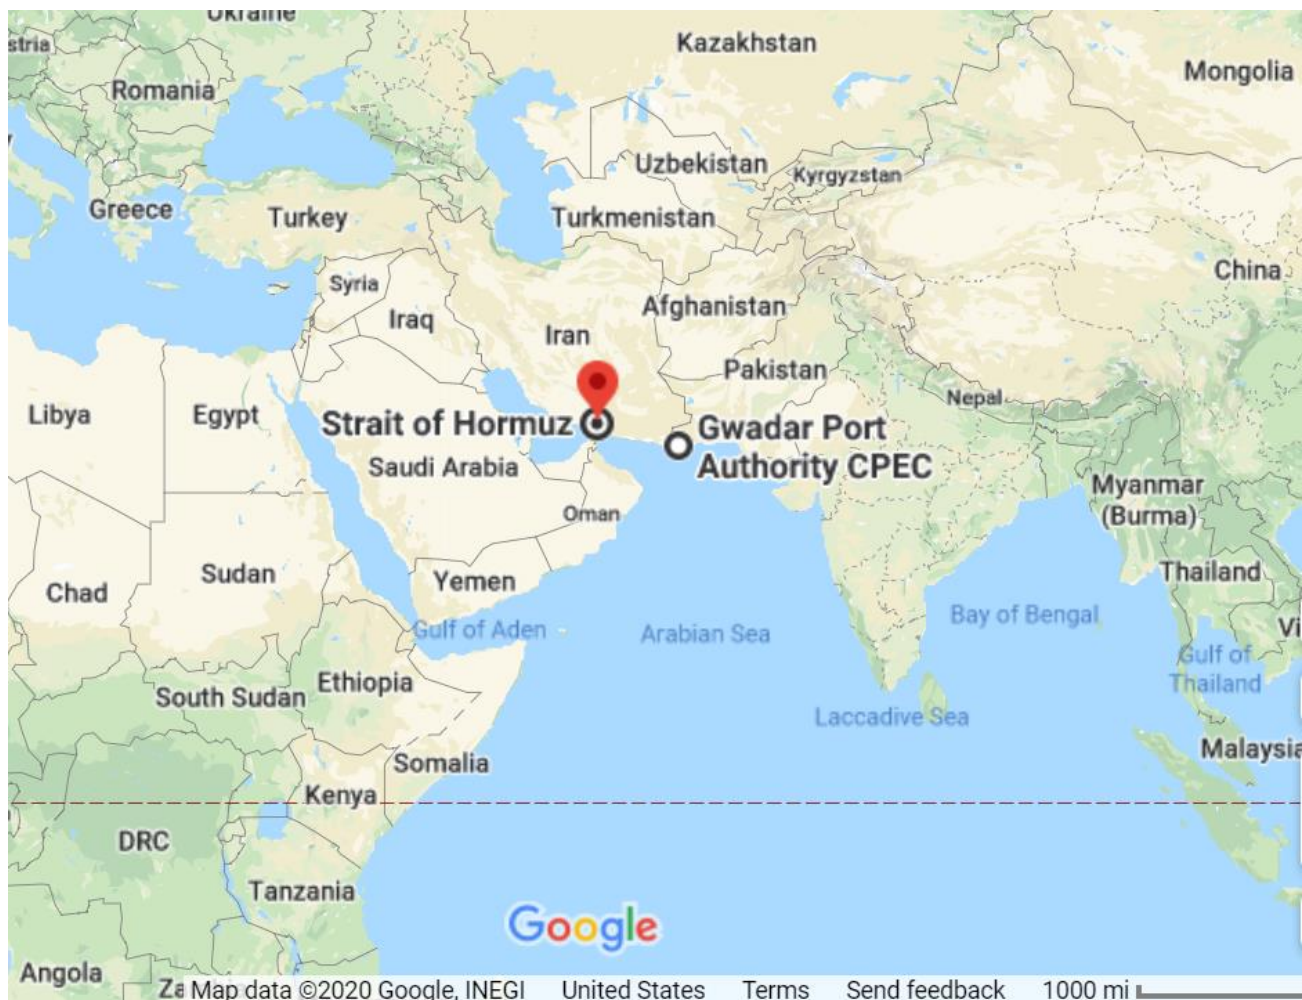 Ukraine
stria
Kazakhstan
Mongolia
Romania
Uzbekistan
Kyrgyzstan
Greece
Turkey
Turkmenistan
Syria
China
Iraq
Afghanistan
Iran
Pakistan
Nepal
Libya
Egypt
Strait of Hormuz
Gwadar Port
Authority CPEC
Saudi Arabia
Myanmar
(Burma)
Oman
Chad
Sudan
Yemen
Thailand
Gulf of Aden
Arabian Sea
Bay of Bengal
Vi
Gulf of
Thailand
South Sudan
Ethiopia
Laccadive Sea
Somalia
Malaysia
Kenya
DRC
Tanzania
Google
Angola
Za
Map data ©2020 Google, INEGI United States Terms Send feedback 1000 mi